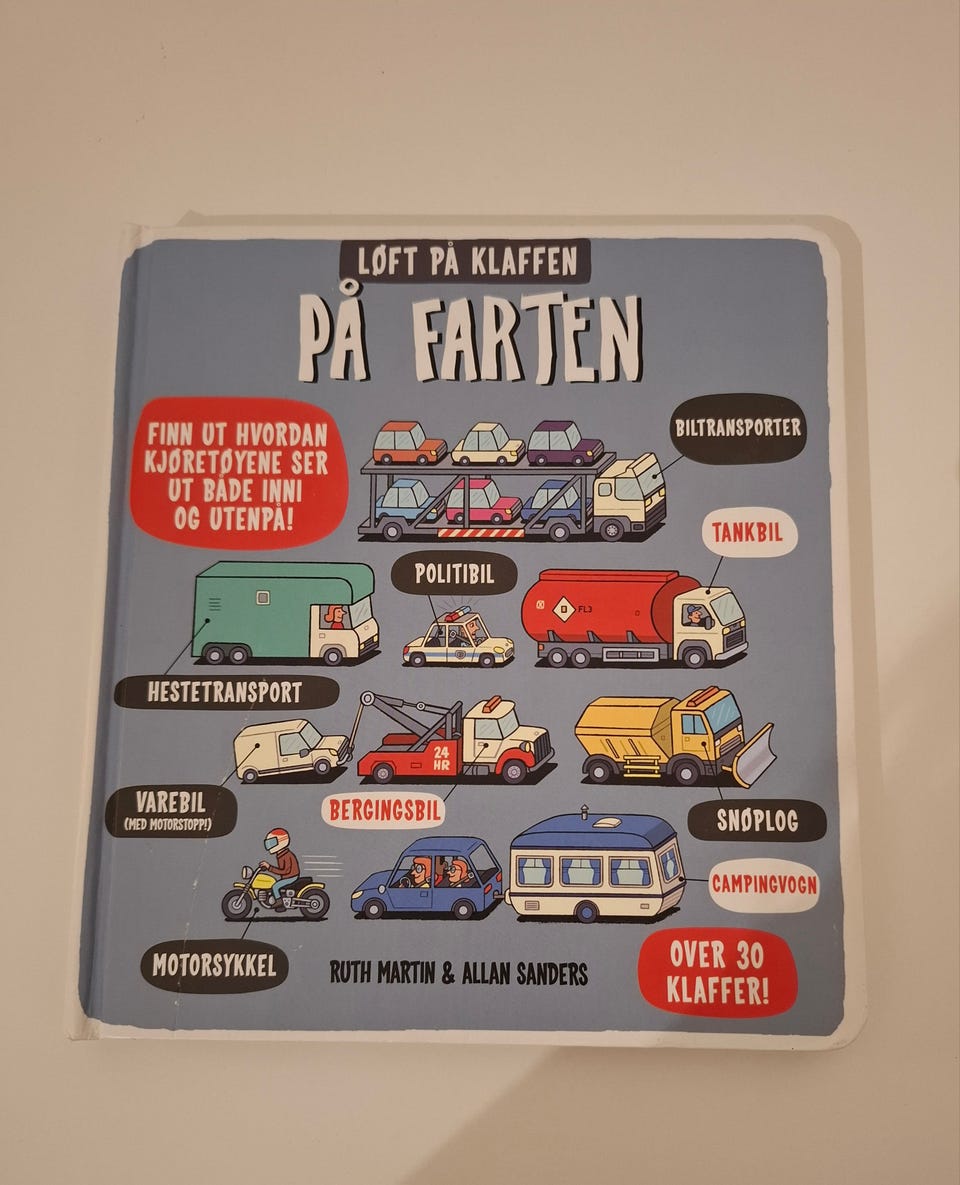 LØFT PÅ KLAFFEN
PÅ FARTEN
FINN UT HVORDAN
KJØRETØYENE SER
UT BÅDE INNI
OG UTENPÅ!
BILTRANSPORTER
TANKBIL
POLITIBIL
FL3
HESTETRANSPORT
24
HR
VAREBIL
(MED MOTORSTOPP!)
BERGINGSBIL
SNØPLOG
CAMPINGVOGN
MOTORSYKKEL
RUTH MARTIN & ALLAN SANDERS
OVER 30
KLAFFER!